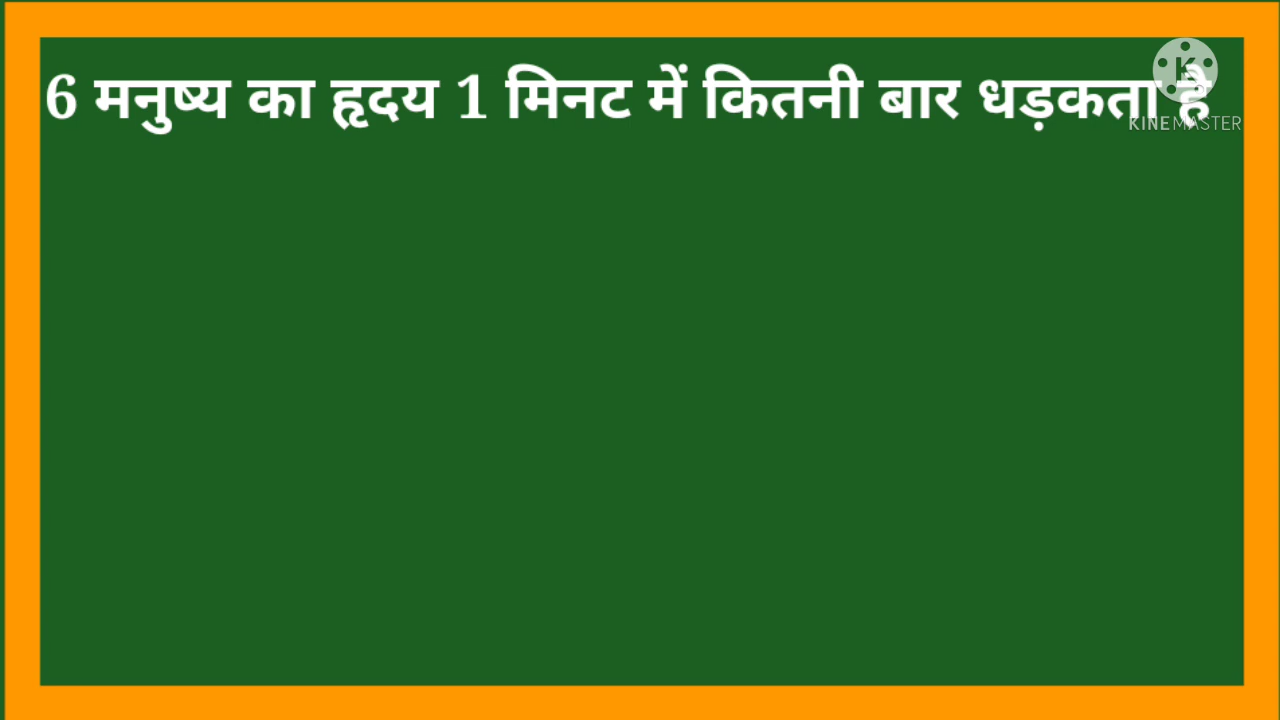 6 मनुष्य का हृदय 1 मिनट में कितनी बार धड़कता है
K
KINEMASTER